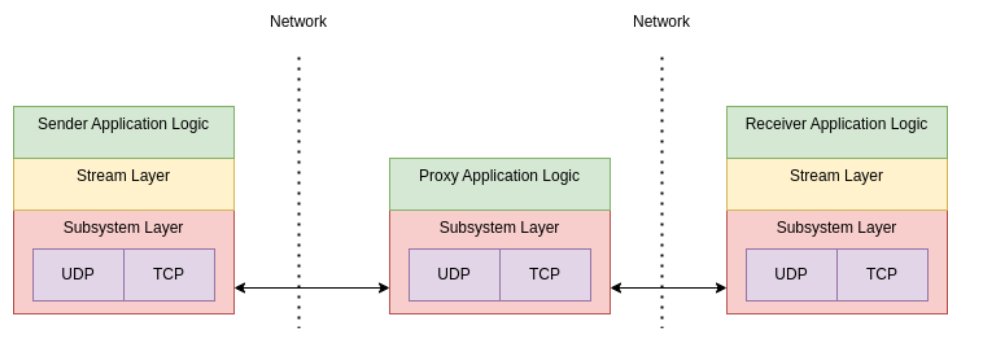 Network
Network
Sender Application Logic
Stream Layer
Subsystem Layer
UDP
TCP
Proxy Application Logic
Subsystem Layer
UDP
TCP
Receiver Application Logic
Stream Layer
Subsystem Layer
UDP
TCP